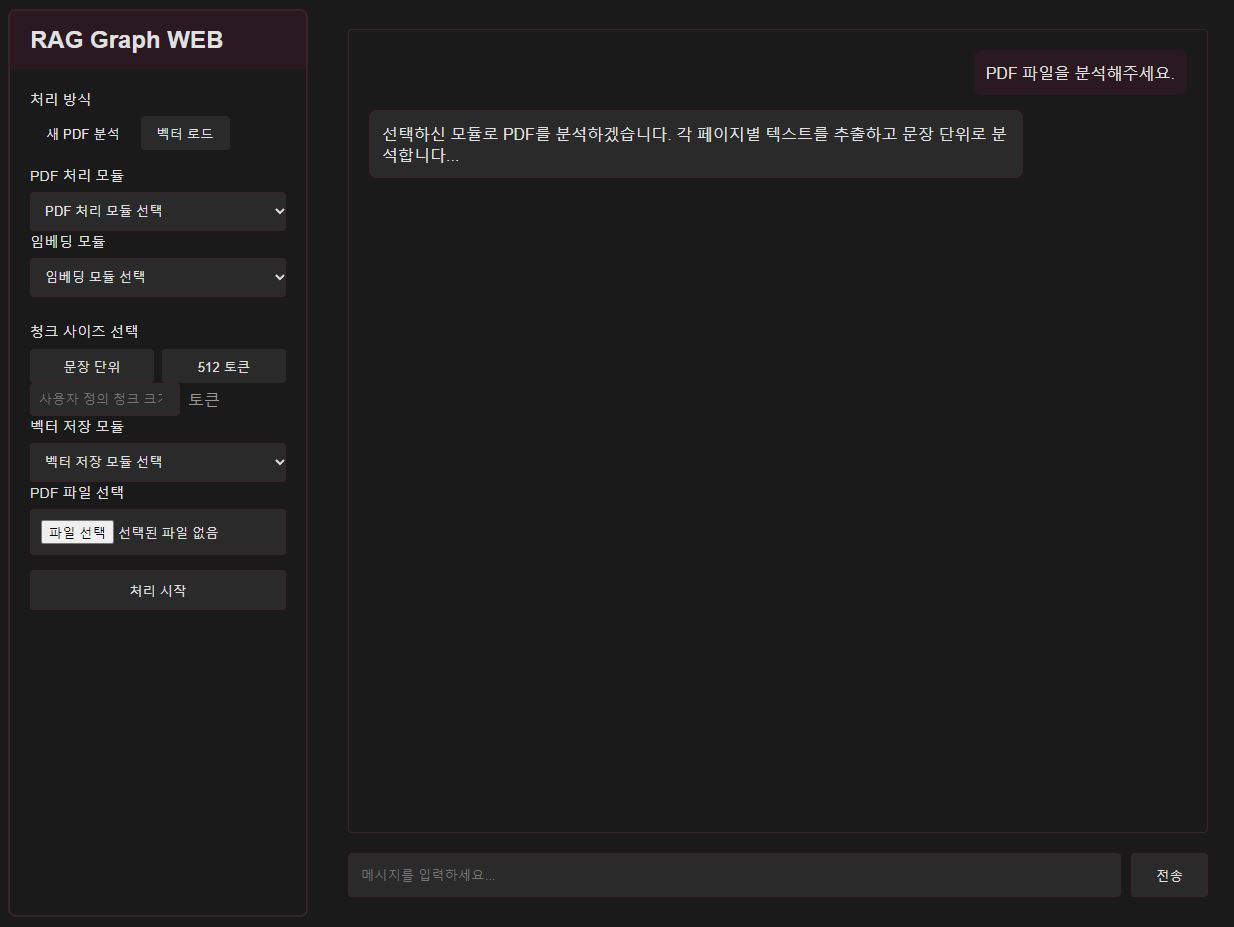 RAG Graph WEB
처리 방식
새 PDF 분석
벡터 로드
PDF 처리 모듈
PDF 처리 모듈 선택
임베딩 모듈
임베딩 모듈 선택
청크 사이즈 선택
문장 단위
512 토큰
사용자 정의 청크 크
토큰
벡터 저장 모듈
벡터 저장 모듈 선택
PDF 파일 선택
파일 선택 선택된 파일 없음
처리 시작
PDF 파일을 분석해주세요.
선택하신 모듈로 PDF를 분석하겠습니다. 각 페이지별 텍스트를 추출하고 문장 단위로 분
석합니다...
메시지를 입력하세요...
전송